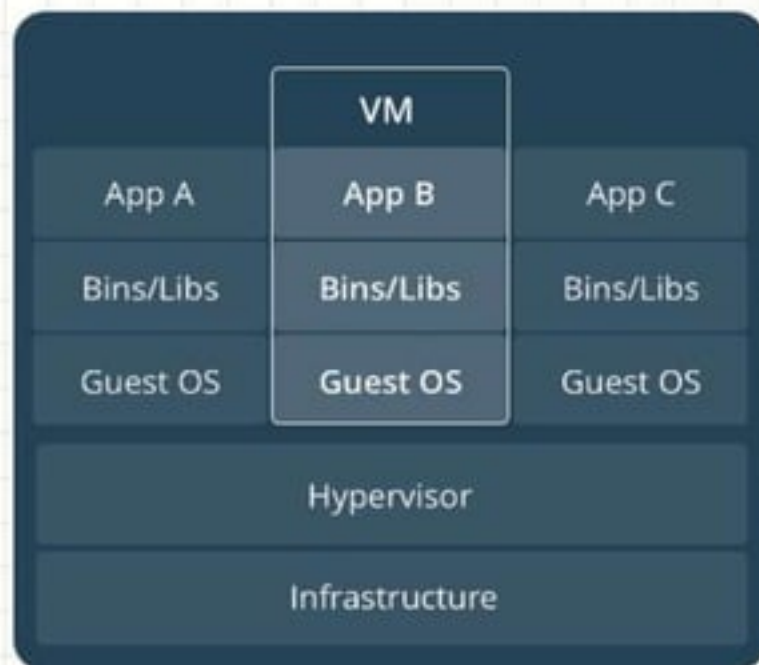 VM
App A App B App C
Bins/Libs Bins/Libs Bins/Libs
Guest OS Guest OS Guest OS
Hypervisor
Infrastructure